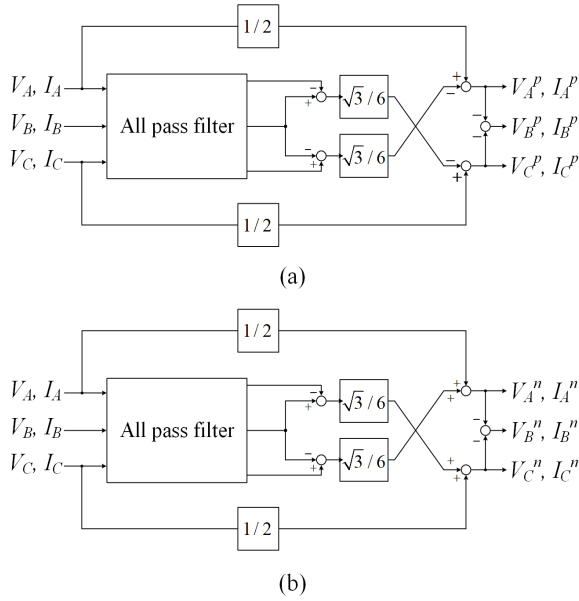 1 / 2
V_A, I_A
V_B, I_B
V_C, I_C
All pass filter
−
+
−
+
√3 / 6
√3 / 6
+
−
−
−
−
+
V_A^p, I_A^p
V_B^p, I_B^p
V_C^p, I_C^p
1 / 2
(a)
1 / 2
V_A, I_A
V_B, I_B
V_C, I_C
All pass filter
−
+
−
+
√3 / 6
√3 / 6
+
+
−
−
+
+
V_A^n, I_A^n
V_B^n, I_B^n
V_C^n, I_C^n
1 / 2
(b)